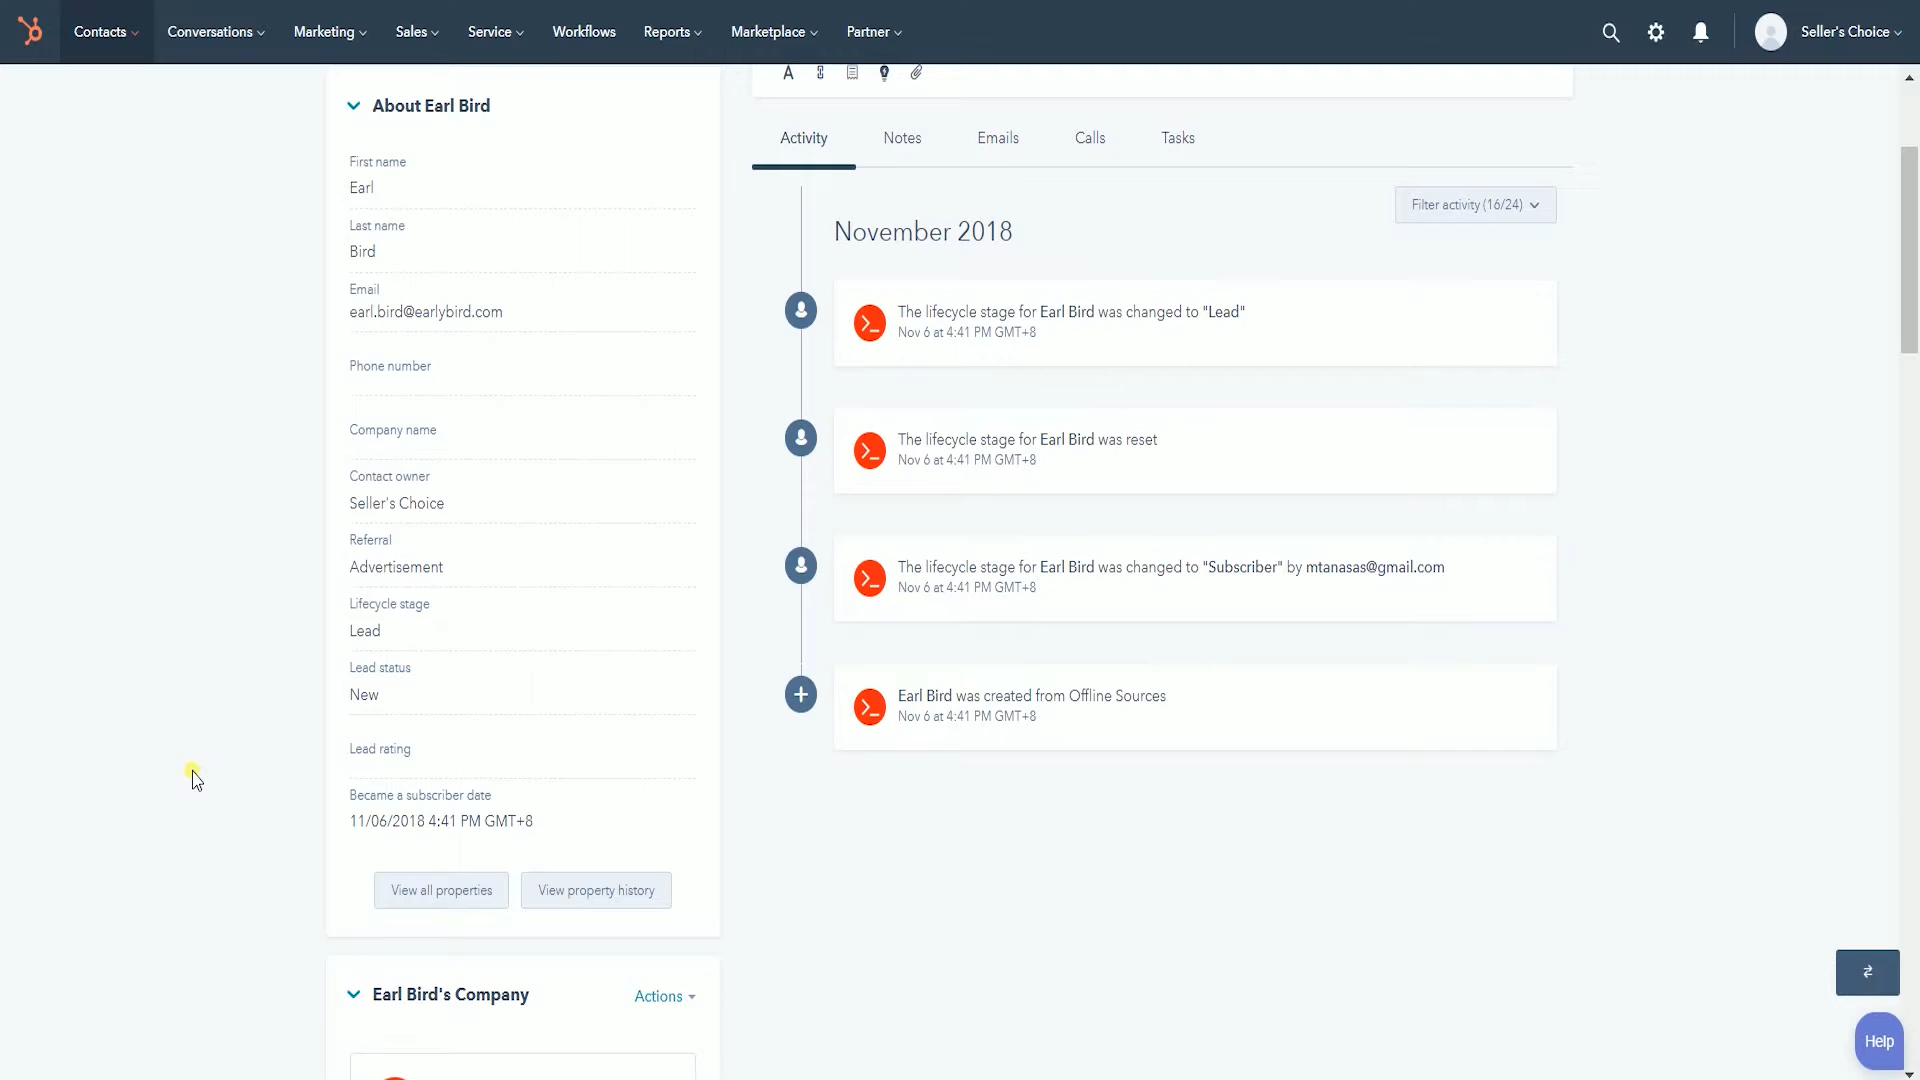 Contacts
Conversations
Marketing
Sales
Service
Workflows
Reports
Marketplace
Partner
Seller's Choice
About Earl Bird
First name
Earl
Last name
Bird
Email
earl.bird@earlybird.com
Phone number
Company name
Contact owner
Seller's Choice
Referral
Advertisement
Lifecycle stage
Lead
Lead status
New
Lead rating
Became a subscriber date
11/06/2018 4:41 PM GMT+8
View all properties
View property history
Earl Bird's Company
Actions
Activity
Notes
Emails
Calls
Tasks
Filter activity (16/24)
November 2018
The lifecycle stage for Earl Bird was changed to "Lead"
Nov 6 at 4:41 PM GMT+8
The lifecycle stage for Earl Bird was reset
Nov 6 at 4:41 PM GMT+8
The lifecycle stage for Earl Bird was changed to "Subscriber" by mtanasas@gmail.com
Nov 6 at 4:41 PM GMT+8
Earl Bird was created from Offline Sources
Nov 6 at 4:41 PM GMT+8
Help